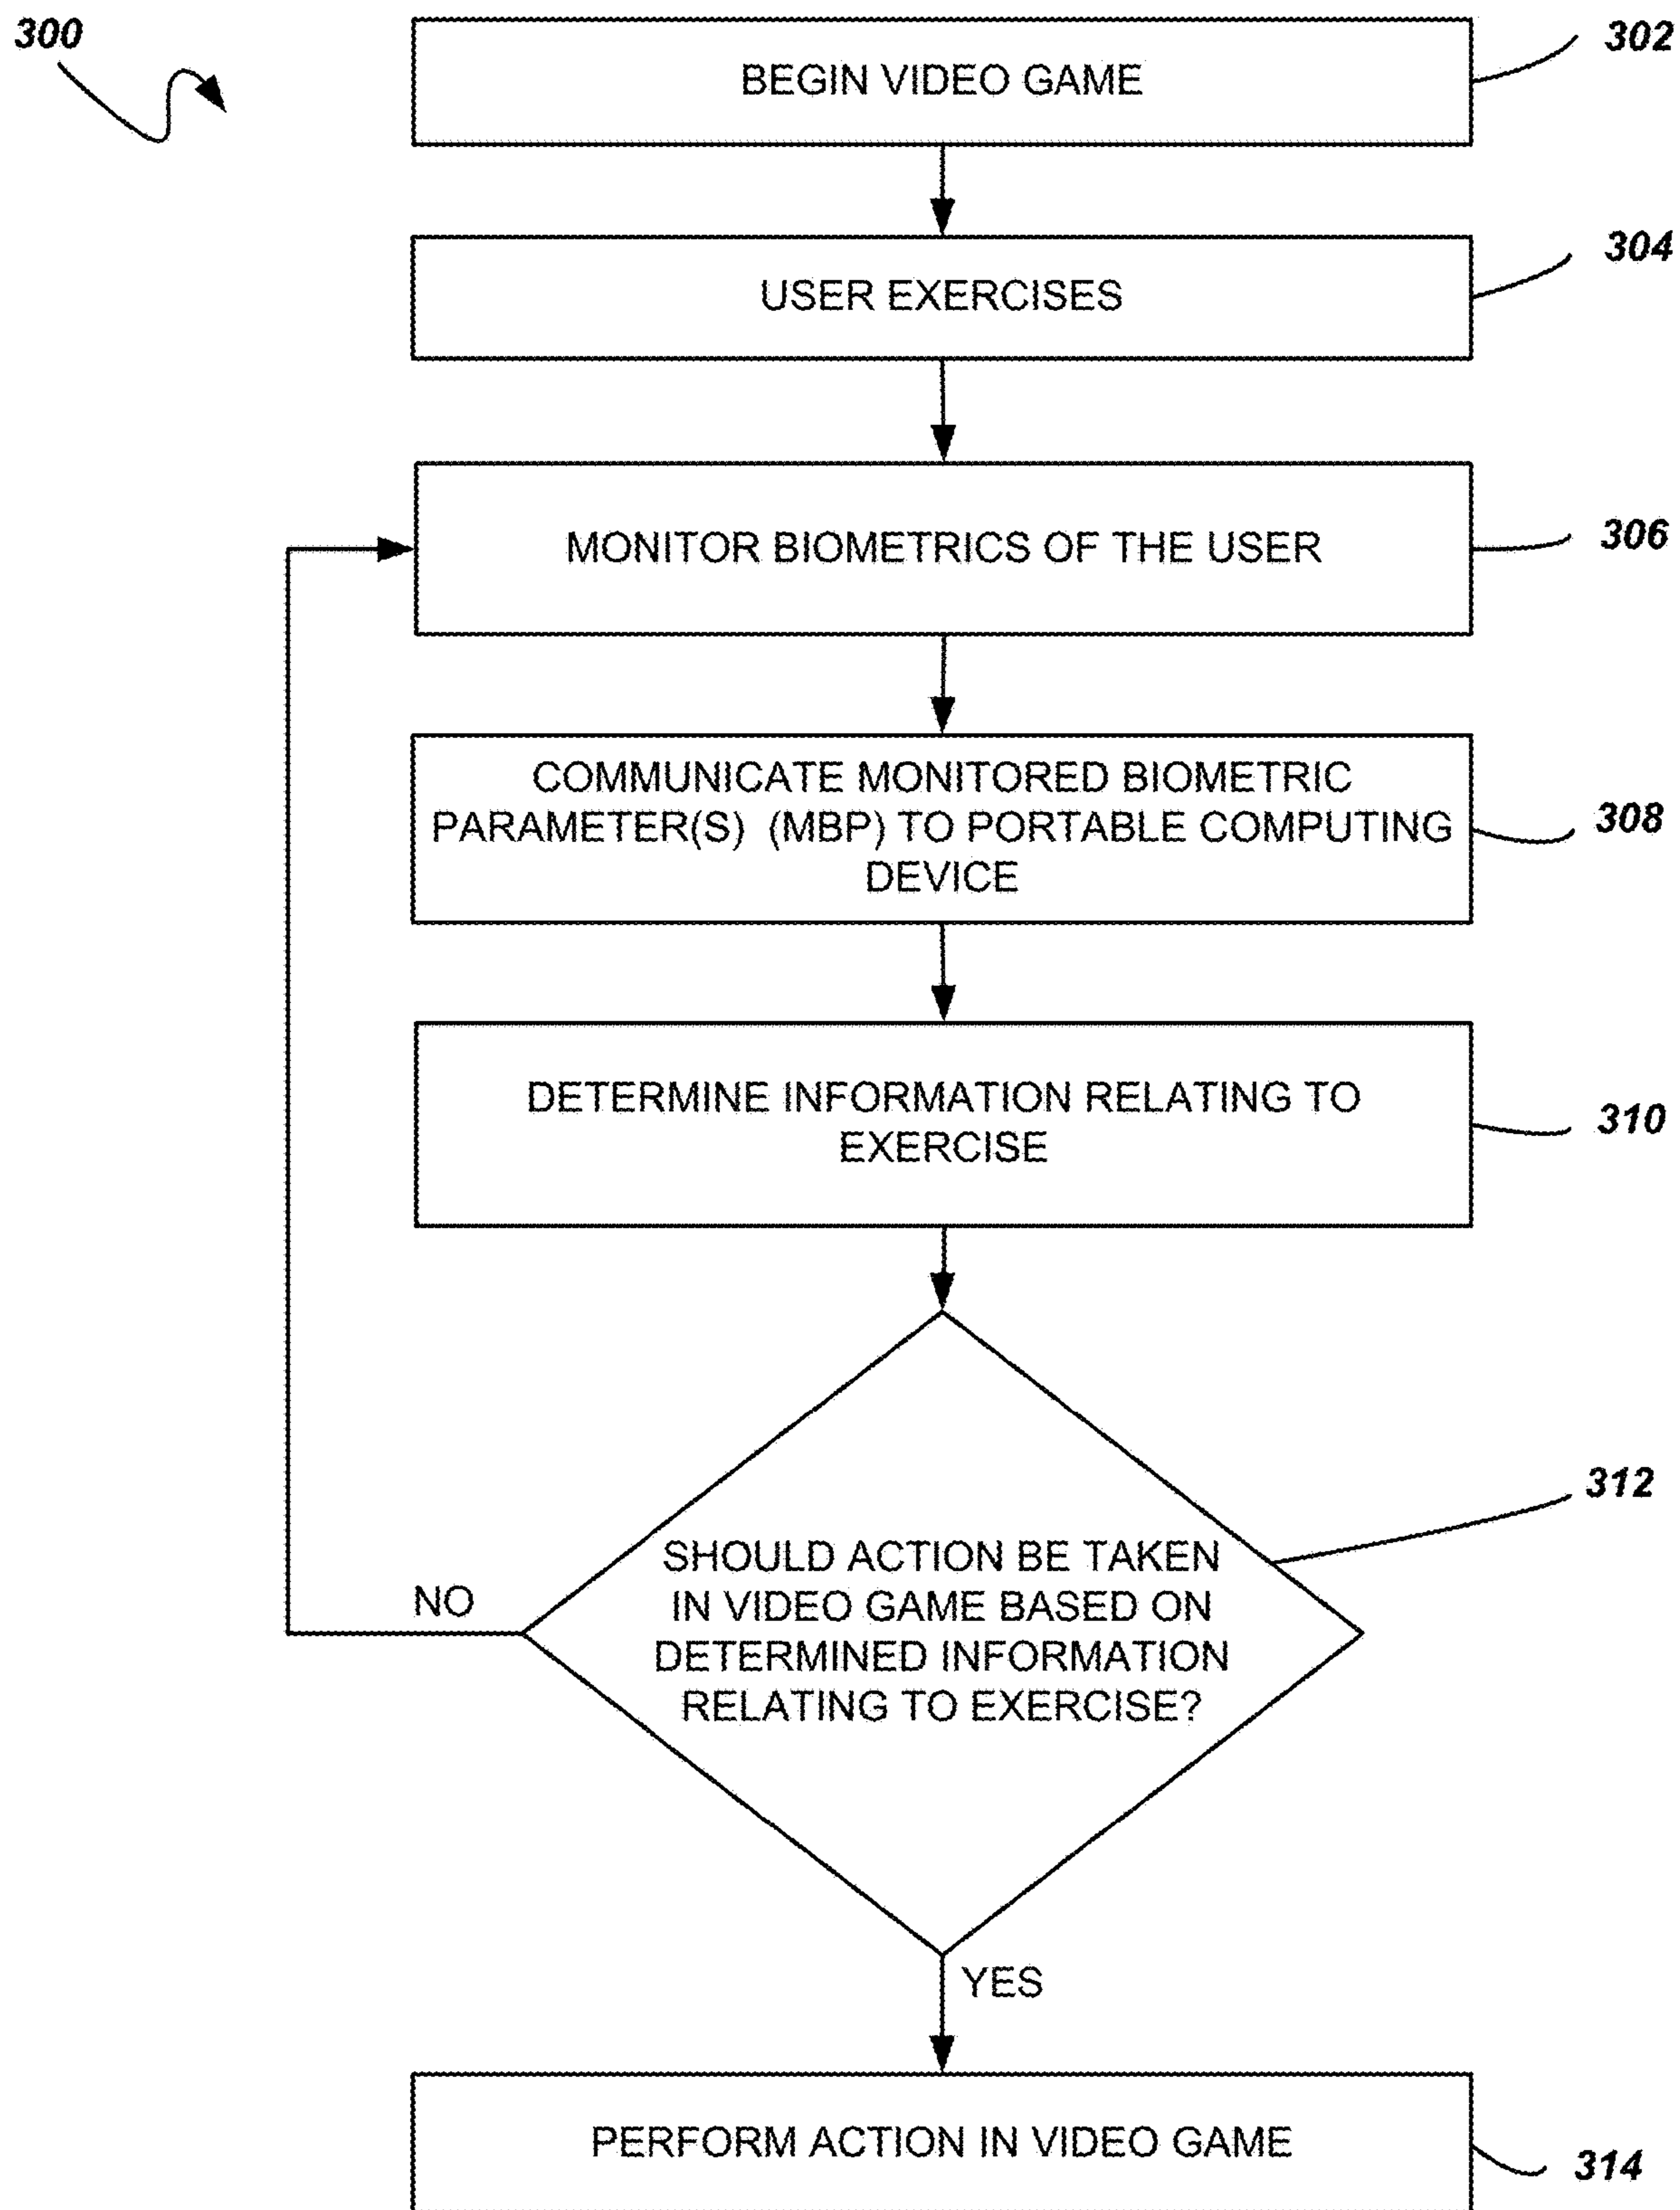 300
302
BEGIN VIDEO GAME
304
USER EXERCISES
306
MONITOR BIOMETRICS OF THE USER
COMMUNICATE MONITORED BIOMETRIC
PARAMETER(S) (MBP) TO PORTABLE COMPUTING
DEVICE
308
DETERMINE INFORMATION RELATING TO
EXERCISE
310
312
SHOULD ACTION BE TAKEN
IN VIDEO GAME BASED ON
DETERMINED INFORMATION
RELATING TO EXERCISE?
NO
YES
PERFORM ACTION IN VIDEO GAME
314